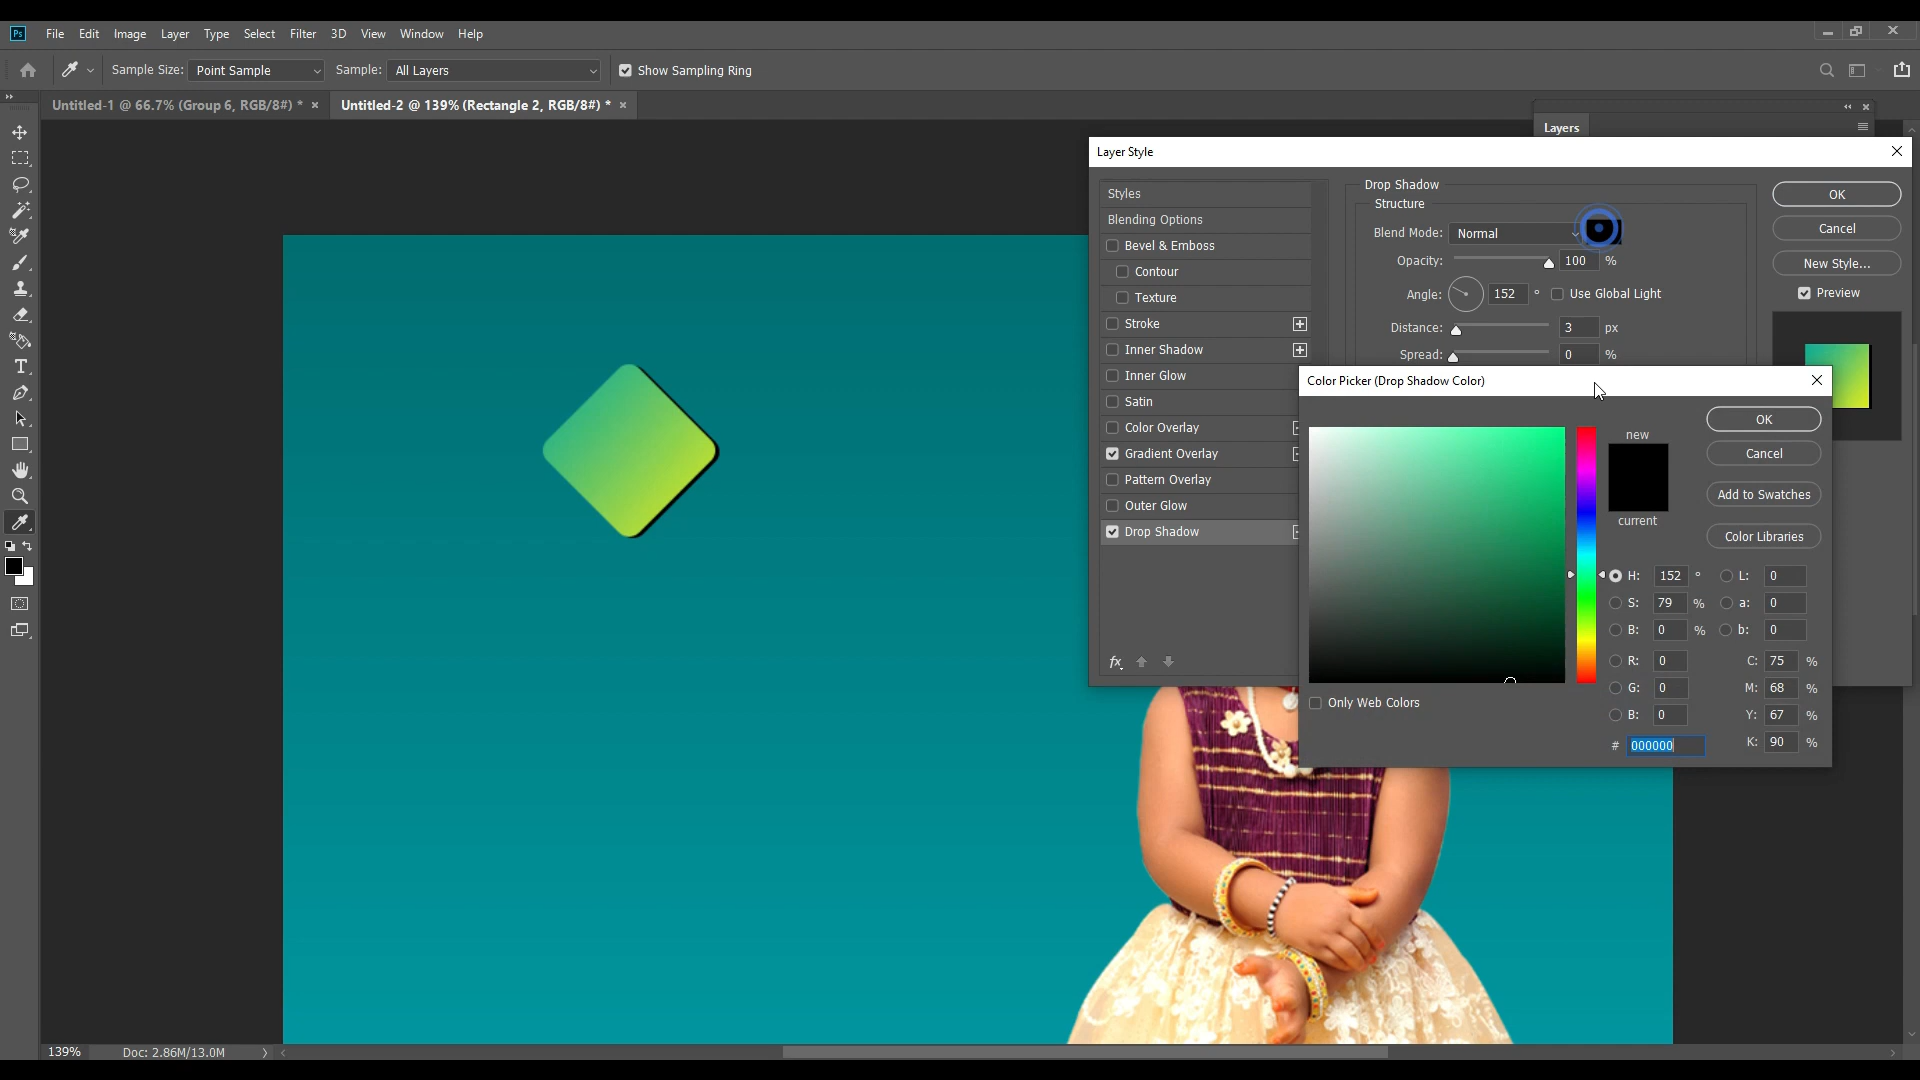 Ps File Edit Image Layer Type Select Filter 3D View Window Help
Sample Size: Point Sample Sample: All Layers Show Sampling Ring
Untitled-1 @ 66.7% (Group 6, RGB/8#) * × Untitled-2 @ 139% (Rectangle 2, RGB/8#) * ×
Layers
Layer Style
Styles
Blending Options
Bevel & Emboss
Contour
Texture
Stroke
Inner Shadow
Inner Glow
Satin
Color Overlay
Gradient Overlay
Pattern Overlay
Outer Glow
Drop Shadow
fx
Drop Shadow
Structure
Blend Mode: Normal
Opacity: 100 %
Angle: 152 ° Use Global Light
Distance: 3 px
Spread: 0 %
OK
Cancel
New Style...
Preview
Color Picker (Drop Shadow Color)
new
current
OK
Cancel
Add to Swatches
Color Libraries
H: 152 ° L: 0
S: 79 % a: 0
B: 0 % b: 0
R: 0 C: 75 %
G: 0 M: 68 %
B: 0 Y: 67 %
# 000000 K: 90 %
Only Web Colors
139% Doc: 2.86M/13.0M